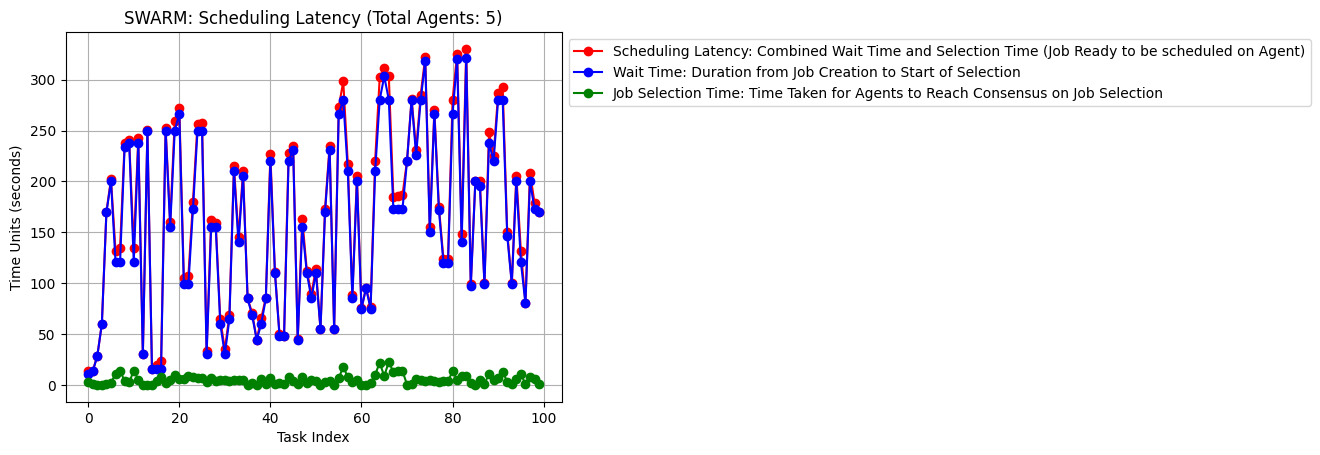 SWARM: Scheduling Latency (Total Agents: 5)
Scheduling Latency: Combined Wait Time and Selection Time (Job Ready to be scheduled on Agent)
Wait Time: Duration from Job Creation to Start of Selection
Job Selection Time: Time Taken for Agents to Reach Consensus on Job Selection
Time Units (seconds)
300
250
200
150
100
50
0
0 20 40 60 80 100
Task Index